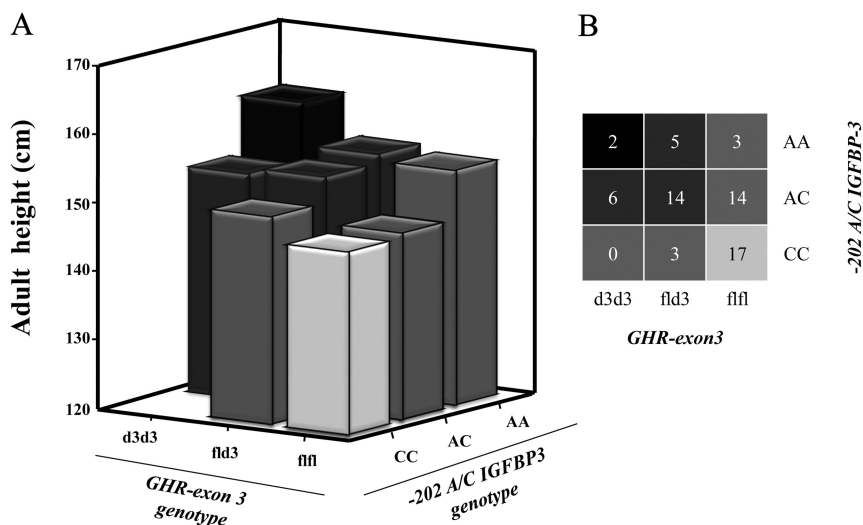 A
170
160
150
140
130
120
Adult height (cm)
d3d3
fld3
flfl
GHR-exon 3
genotype
CC
AC
AA
-202 A/C IGFBP3
genotype
B
2 5 3 AA
6 14 14 AC
0 3 17 CC
d3d3 fld3 flfl
GHR-exon3
-202 A/C IGFBP-3